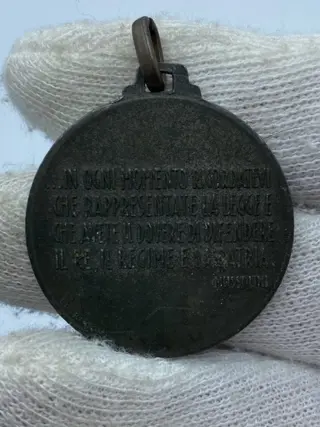 ...IN OGNI MOMENTO RICORDATEVI
CHE RAPPRESENTATE LA LEGGE E
CHE AVETE IL DOVERE DI DIFENDERE
IL RE IL REGIME E LA PATRIA...
MUSSOLINI